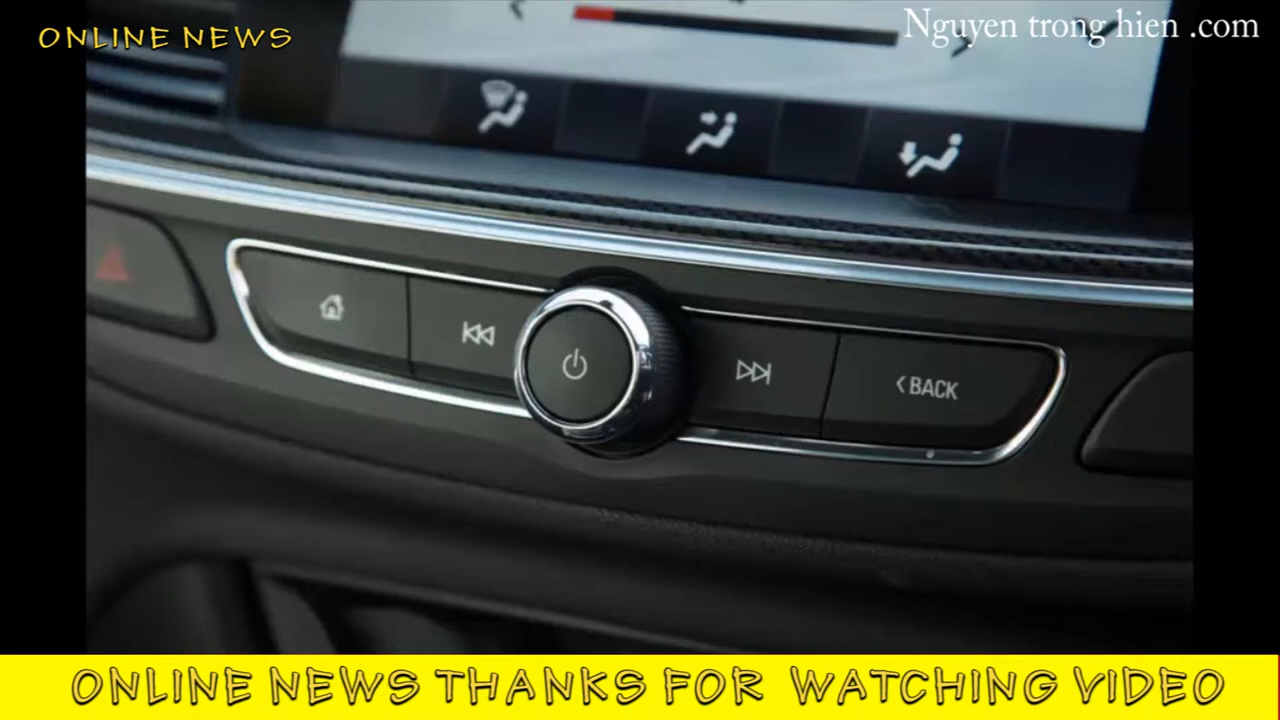 ONLINE NEWS
Nguyen trong hien .com
<BACK
ONLINE NEWS THANKS FOR WATCHING VIDEO